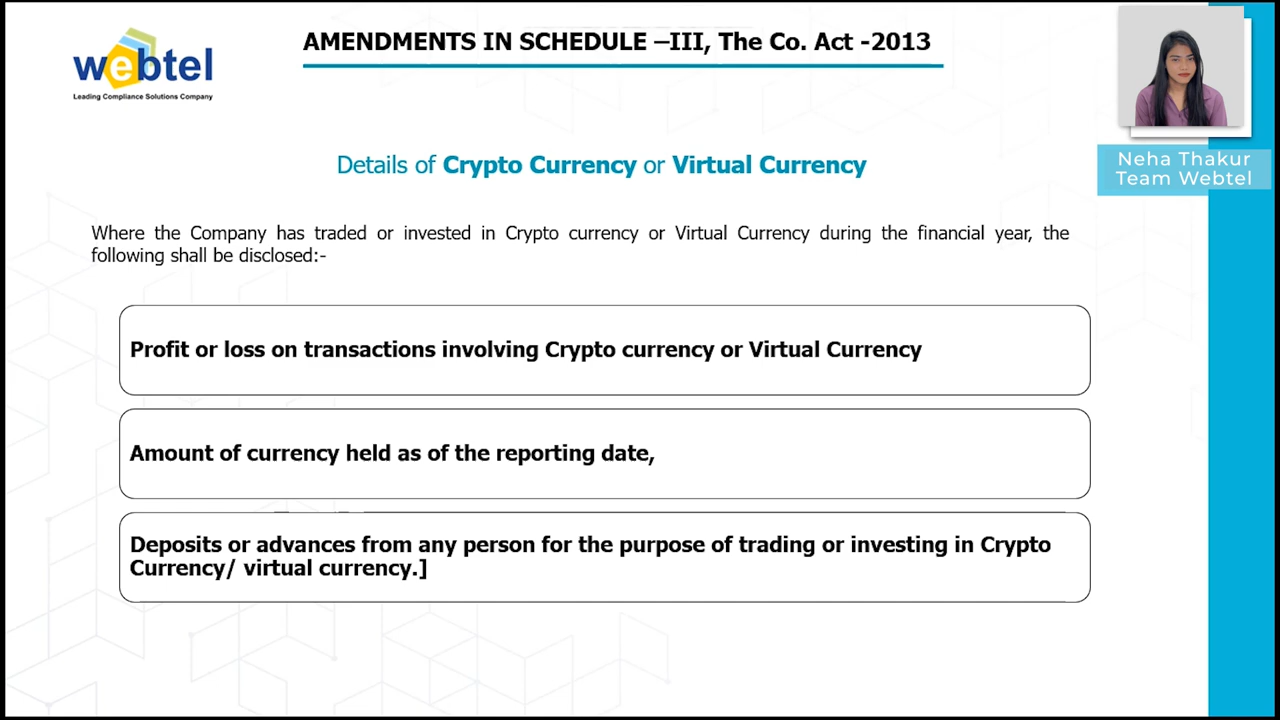 AMENDMENTS IN SCHEDULE –III, The Co. Act -2013
webtel
Leading Compliance Solutions Company
Neha Thakur
Team Webtel
Details of Crypto Currency or Virtual Currency
Where the Company has traded or invested in Crypto currency or Virtual Currency during the financial year, the
following shall be disclosed:-
Profit or loss on transactions involving Crypto currency or Virtual Currency
Amount of currency held as of the reporting date,
Deposits or advances from any person for the purpose of trading or investing in Crypto
Currency/ virtual currency.]